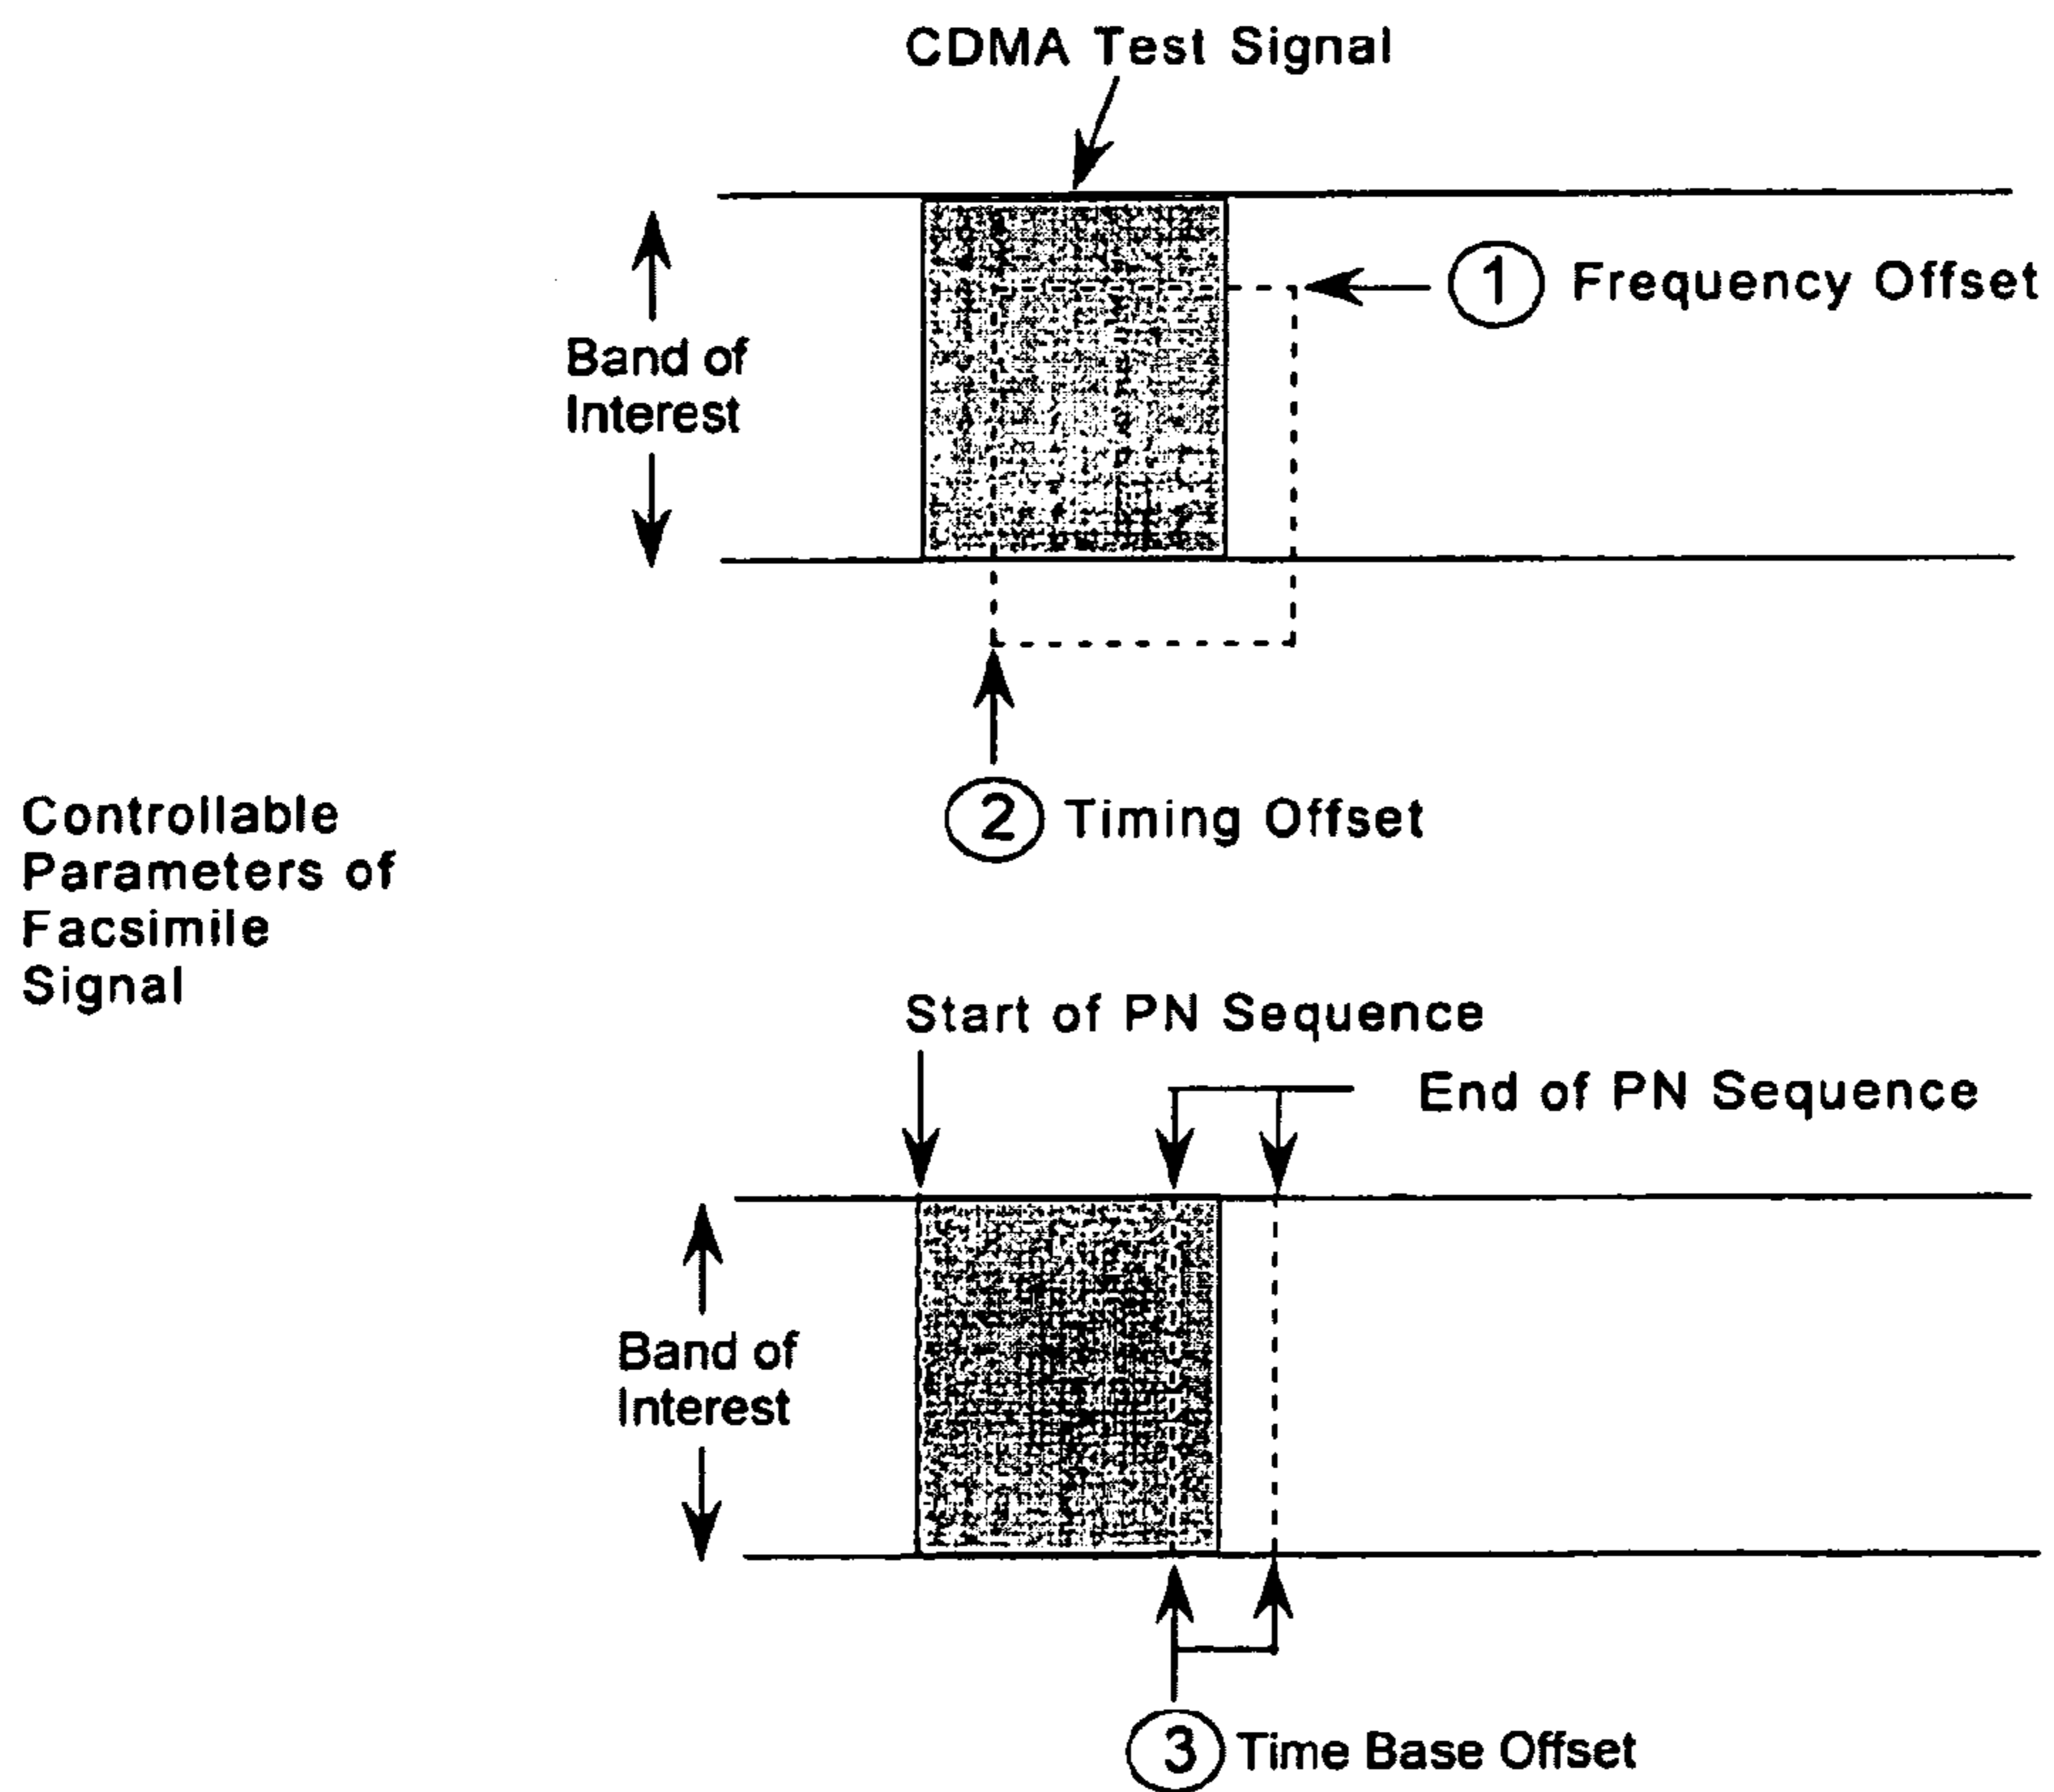 CDMA Test Signal
1 Frequency Offset
Band of
Interest
2 Timing Offset
Controllable
Parameters of
Facsimile
Signal
Start of PN Sequence
End of PN Sequence
Band of
Interest
3 Time Base Offset